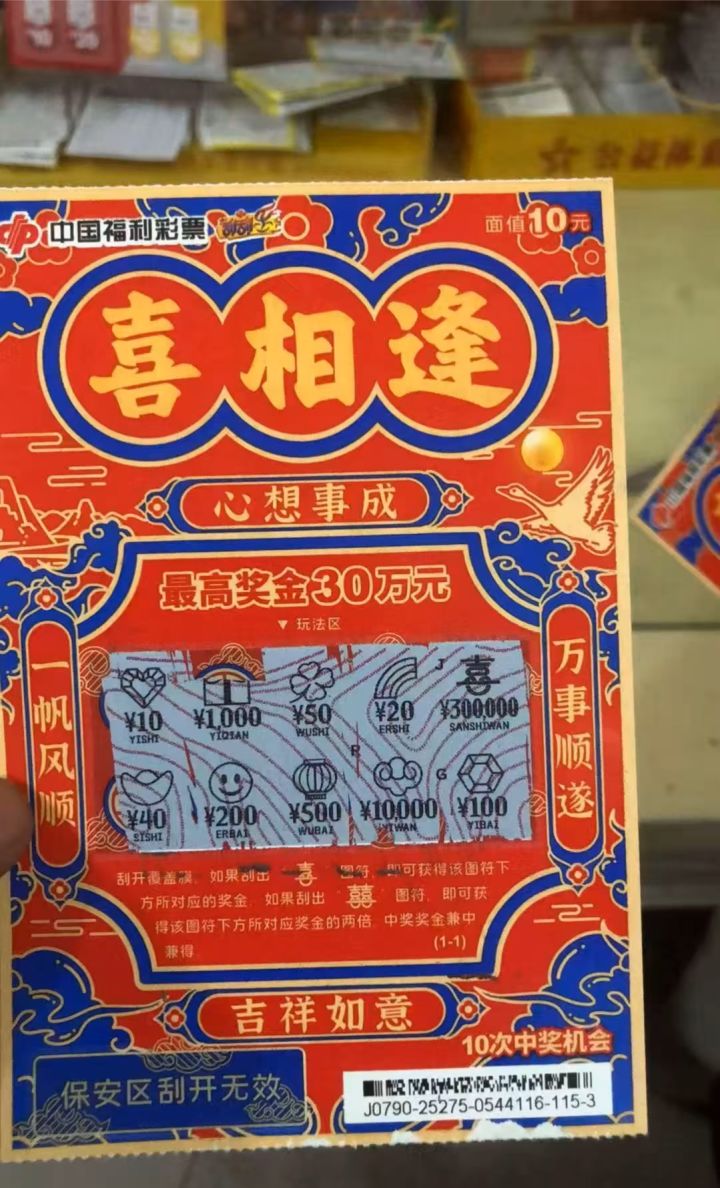 中国福利彩票 刮刮乐
面值10元
喜相逢
心想事成
最高奖金30万元
▼玩法区
一帆风顺
万事顺遂
喜
¥10 ¥1,000 ¥50 ¥20 ¥300000
YISHI YIQIAN WUSHI ERSHI SANSHIWAN
J
R
G
¥40 ¥200 ¥500 ¥10,000 ¥100
SISHI ERBAI WUBAI YIWAN YIBAI
刮开覆盖膜，如果刮出 喜 图符，即可获得该图符下
方所对应的奖金，如果刮出 囍 图符，即可获
得该图符下方所对应奖金的两倍，中奖奖金兼中
兼得。 (1-1)
吉祥如意
10次中奖机会
保安区刮开无效
J0790-25275-0544116-115-3